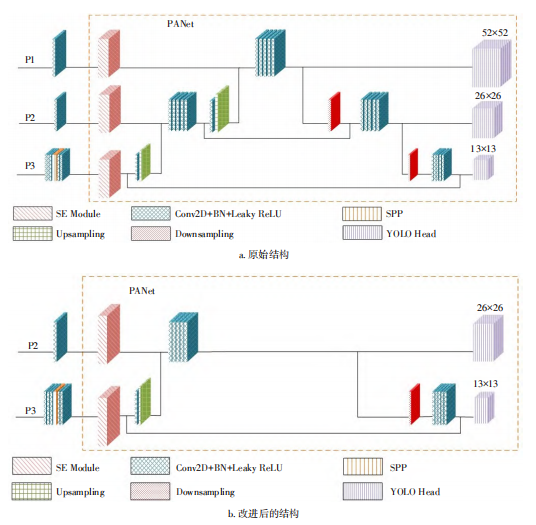 PANet
52×52
P1
26×26
P2
13×13
P3
SE Module Conv2D+BN+Leaky ReLU SPP
Upsampling Downsampling YOLO Head
a. 原始结构
PANet
26×26
P2
13×13
P3
SE Module Conv2D+BN+Leaky ReLU SPP
Upsampling Downsampling YOLO Head
b. 改进后的结构